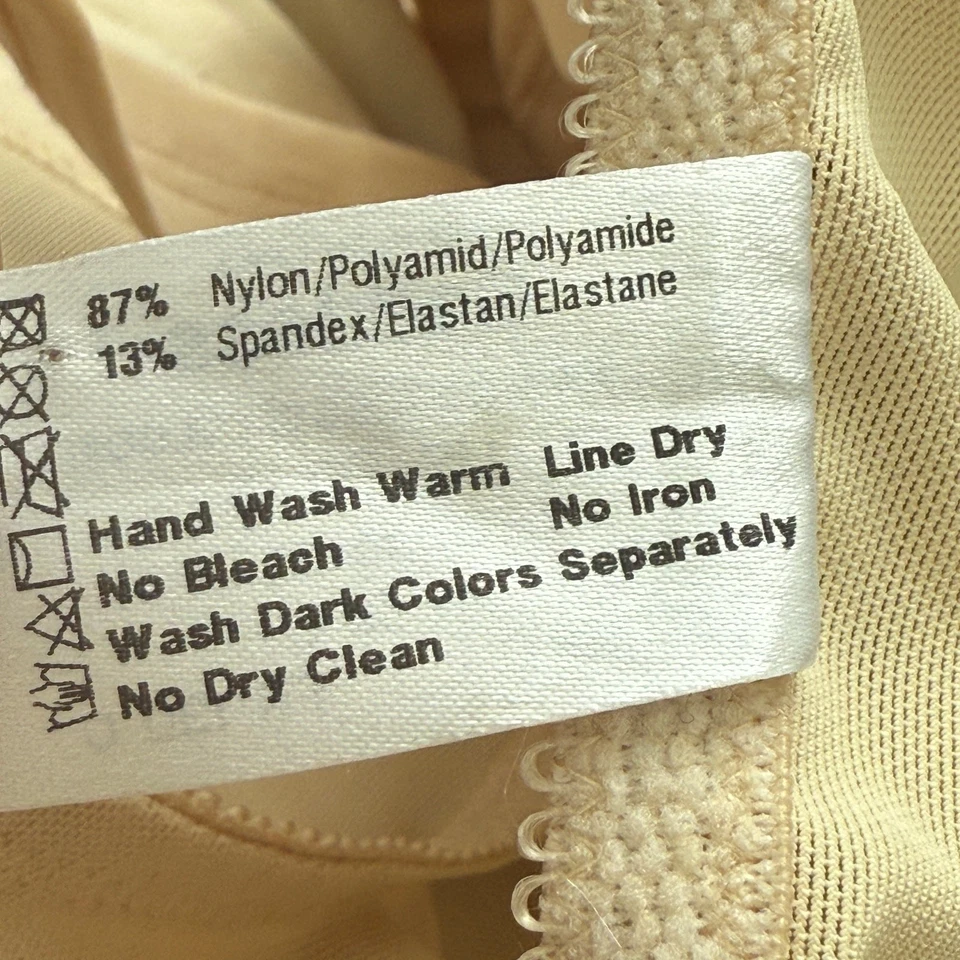 87% Nylon/Polyamid/Polyamide
13% Spandex/Elastan/Elastane
Hand Wash Warm Line Dry
No Bleach No Iron
Wash Dark Colors Separately
No Dry Clean